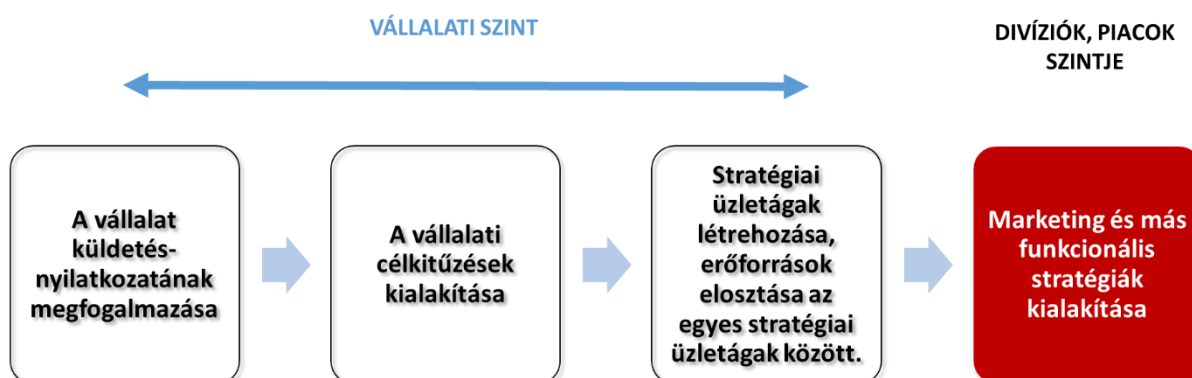 VÁLLALATI SZINT
DIVÍZIÓK, PIACOK
SZINTJE
A vállalat
küldetés-
nyilatkozatának
megfogalmazása
A vállalati
célkitűzések
kialakítása
Stratégiai
üzletágak
létrehozása,
erőforrások
elosztása az
egyes stratégiai
üzletágak között.
Marketing és más
funkcionális
stratégiák
kialakítása